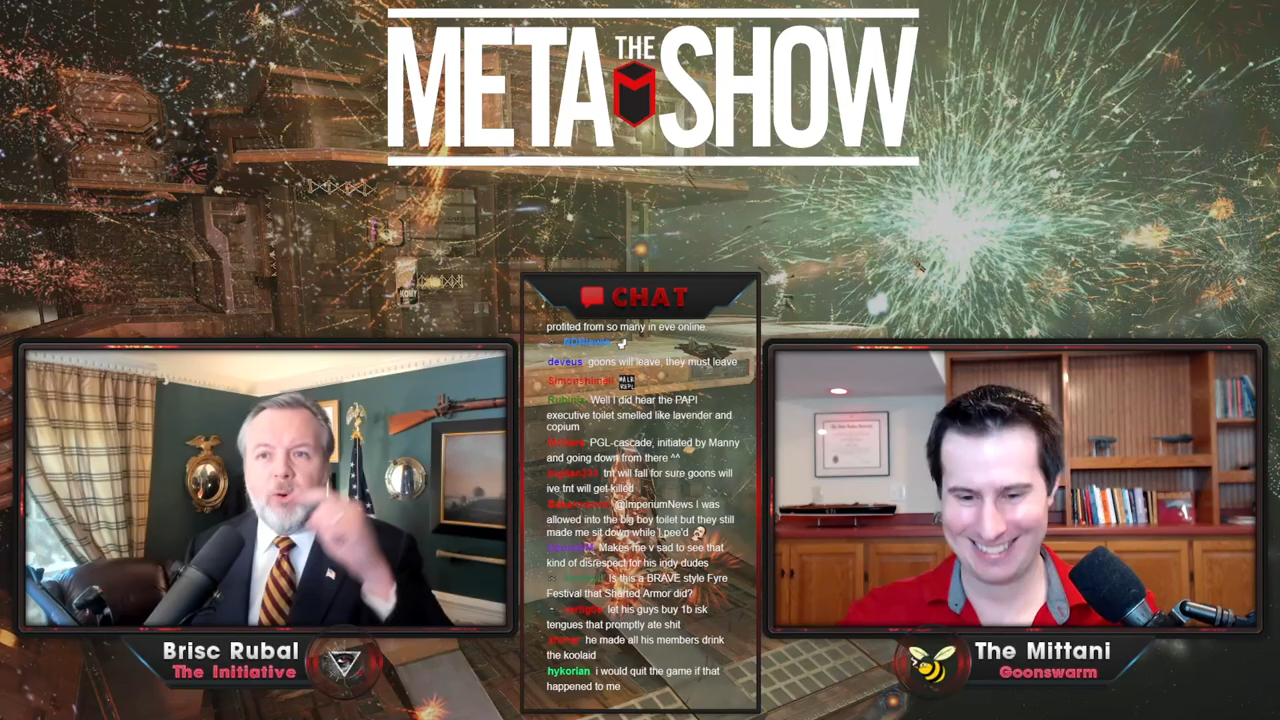 META THE SHOW
CHAT
profited from so many in eve online
deveus goons will leave, they must leave
Simonshimell
Well I did hear the PAPI
executive toilet smelled like lavender and
copium
PGL-cascade, initiated by Manny
and going down from there ^^
tnt will fall for sure goons will
ive tnt will get killed
@ImperiumNews I was
allowed into the big boy toilet but they still
made me sit down while I pee'd
Makes me v sad to see that
kind of disrespect for his indy dudes
Is this a BRAVE style Fyre
Festival that Sharted Armor did?
let his guys buy 1b isk
tongues that promptly ate shit
he made all his members drink
the koolaid
hykorian i would quit the game if that
happened to me
Brisc Rubal
The Initiative
The Mittani
Goonswarm